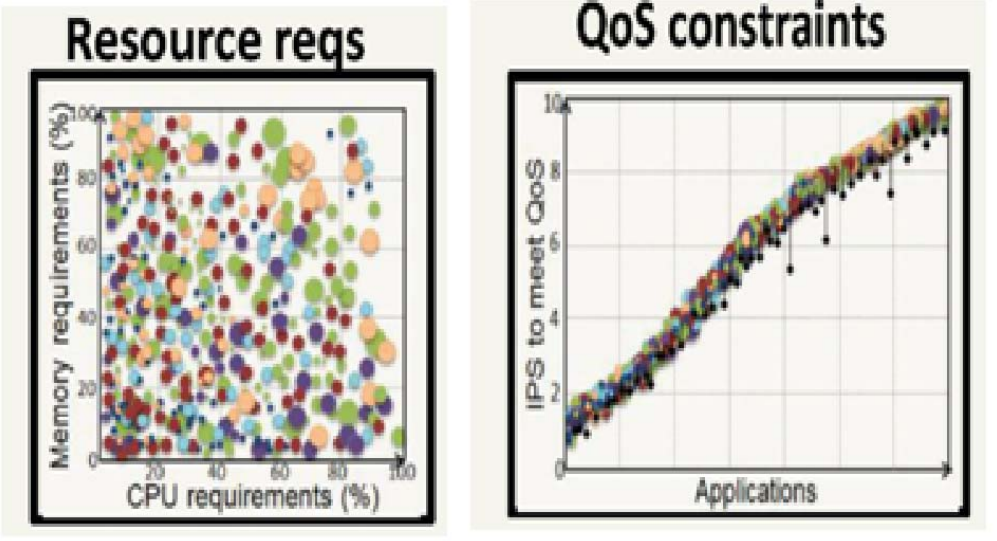 Resource reqs
Memory requirements (%)
100
80
60
40
20
0
20 40 60 80 100
CPU requirements (%)
QoS constraints
IPS to meet QoS
10
8
6
4
2
0
Applications